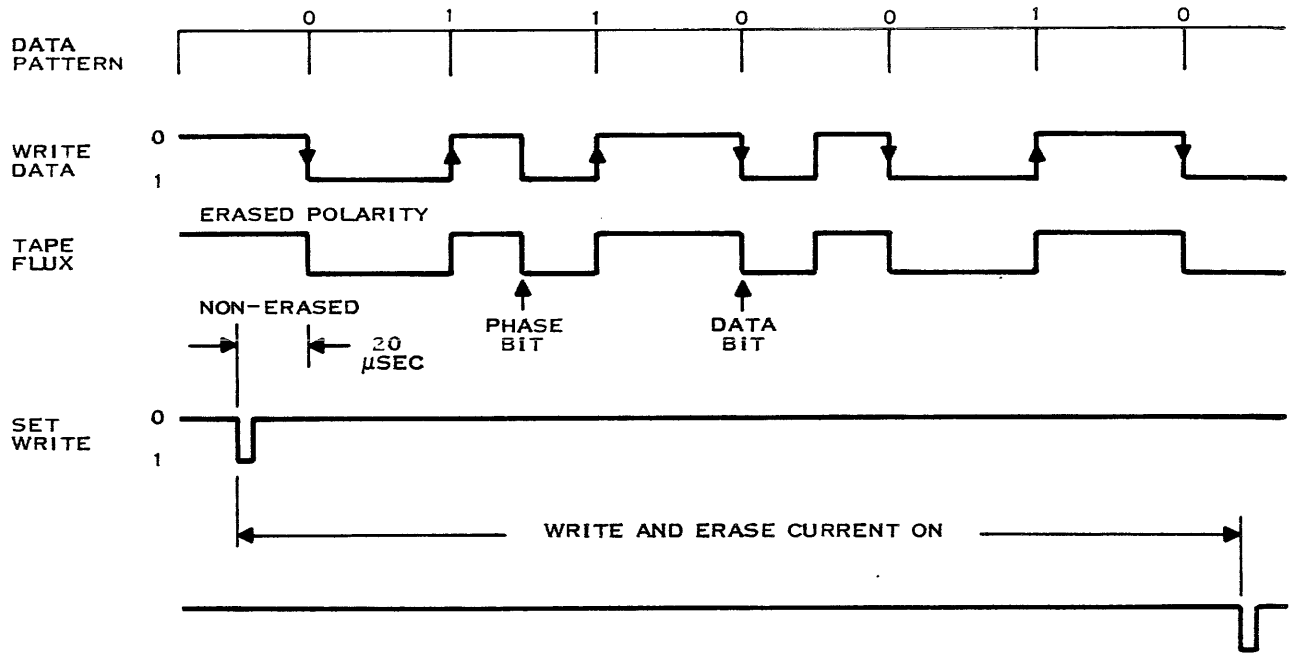 0 1 1 0 0 1 0
DATA
PATTERN
0
WRITE
DATA
1
ERASED POLARITY
TAPE
FLUX
NON-ERASED
PHASE
BIT
DATA
BIT
20
µSEC
SET
WRITE
0
1
WRITE AND ERASE CURRENT ON